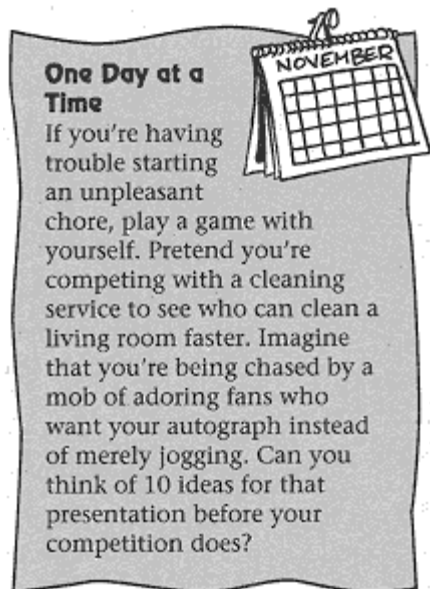 NOVEMBER
One Day at a
Time
If you're having
trouble starting
an unpleasant
chore, play a game with
yourself. Pretend you're
competing with a cleaning
service to see who can clean a
living room faster. Imagine
that you're being chased by a
mob of adoring fans who
want your autograph instead
of merely jogging. Can you
think of 10 ideas for that
presentation before your
competition does?